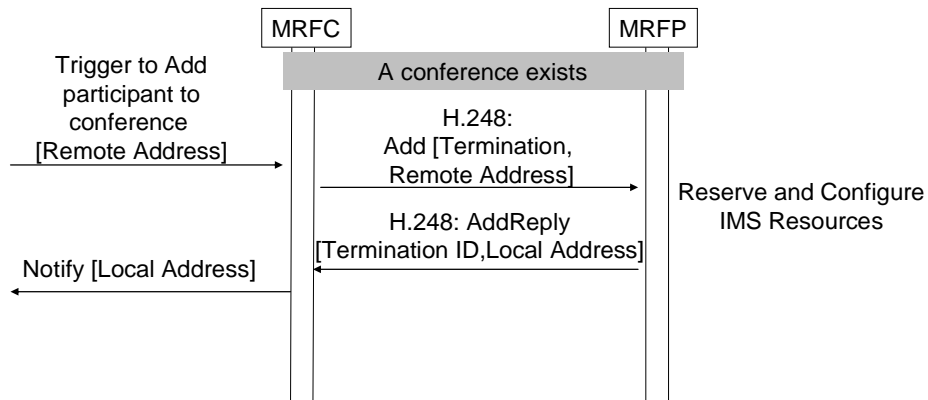 MRFC
MRFP
A conference exists
Trigger to Add
participant to
conference
[Remote Address]
H.248:
Add [Termination,
Remote Address]
Reserve and Configure
IMS Resources
H.248: AddReply
[Termination ID,Local Address]
Notify [Local Address]